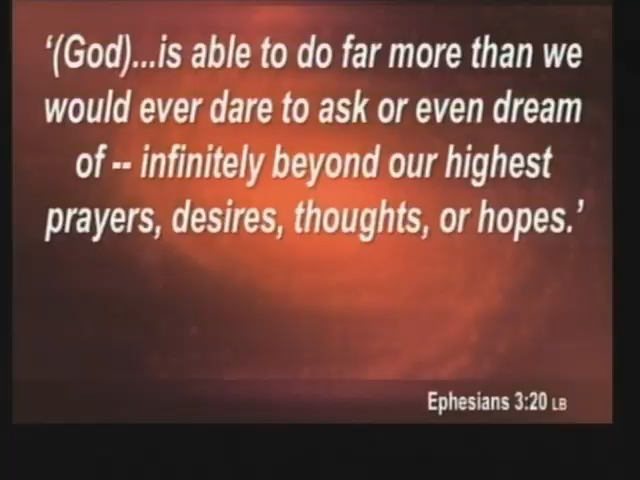 ‘(God)...is able to do far more than we
would ever dare to ask or even dream
of -- infinitely beyond our highest
prayers, desires, thoughts, or hopes.’
Ephesians 3:20 LB